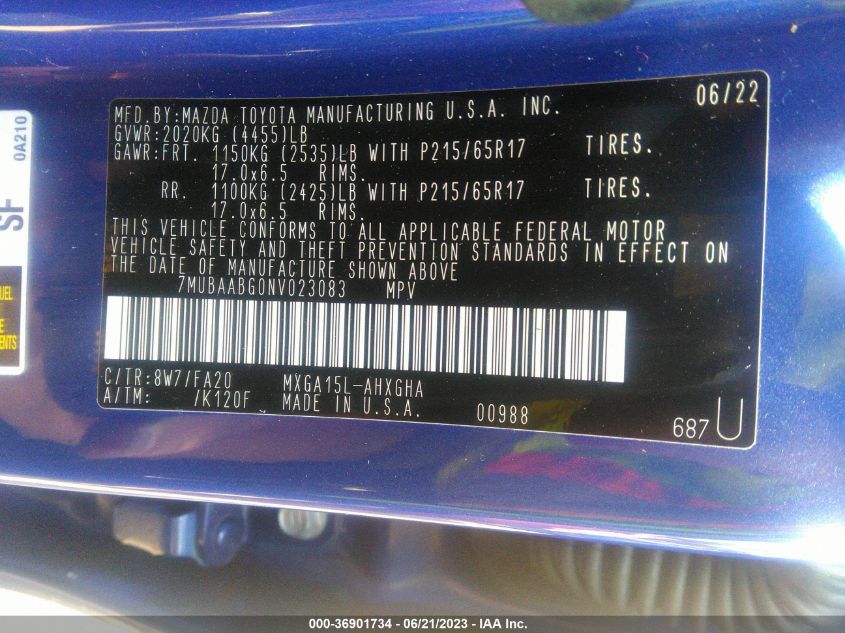 MFD.BY:MAZDA TOYOTA MANUFACTURING U.S.A. INC. 06/22
GVWR:2020KG (4455)LB
GAWR:FRT. 1150KG (2535)LB WITH P215/65R17 TIRES.
17.0x6.5 RIMS.
RR. 1100KG (2425)LB WITH P215/65R17 TIRES.
17.0x6.5 RIMS.
THIS VEHICLE CONFORMS TO ALL APPLICABLE FEDERAL MOTOR
VEHICLE SAFETY AND THEFT PREVENTION STANDARDS IN EFFECT ON
THE DATE OF MANUFACTURE SHOWN ABOVE
7MUBAABG0NV023083 MPV
C/TR:8W7/FA20 MXGA15L-AHXGHA
A/TM: /K120F MADE IN U.S.A. 00988
687 U
0A210
SF
UEL
E
ENTS
000-36901734 - 06/21/2023 - IAA Inc.